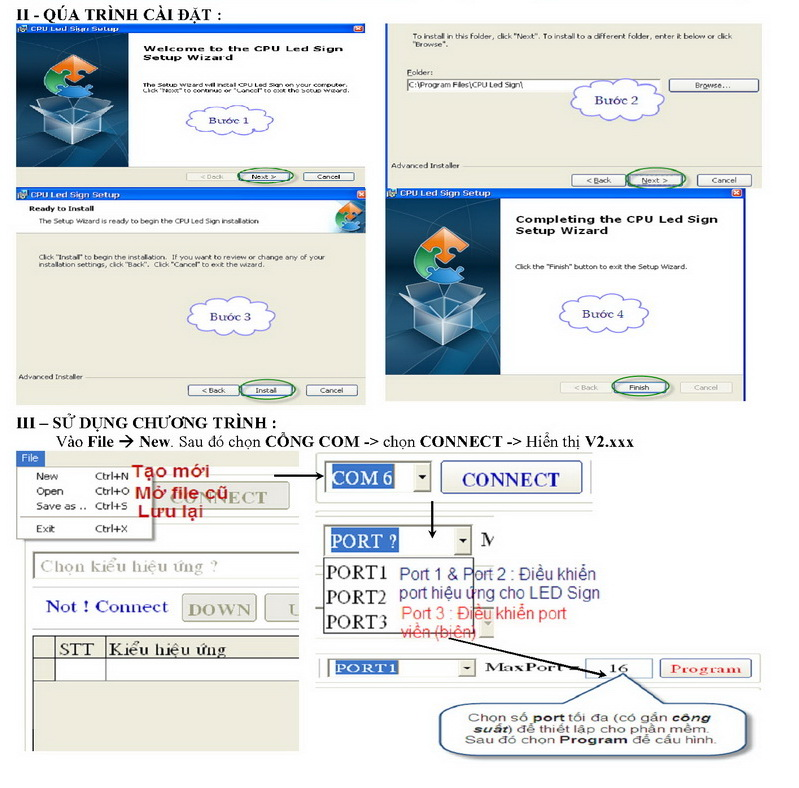 II - QÚA TRÌNH CÀI ĐẶT :
CPU Led Sign Setup
Welcome to the CPU Led Sign
Setup Wizard
The Setup Wizard will install CPU Led Sign on your computer.
Click "Next" to continue or "Cancel" to exit the Setup Wizard.
Bước 1
< Back
Next >
Cancel
To install in this folder, click "Next". To install to a different folder, enter it below or click
"Browse".
Folder:
C:\Program Files\CPU Led Sign\
Browse...
Bước 2
Advanced Installer
< Back
Next >
Cancel
CPU Led Sign Setup
Ready to Install
The Setup Wizard is ready to begin the CPU Led Sign installation
Click "Install" to begin the installation. If you want to review or change any of your
installation settings, click "Back". Click "Cancel" to exit the wizard.
Bước 3
Advanced Installer
< Back
Install
Cancel
CPU Led Sign Setup
Completing the CPU Led Sign
Setup Wizard
Click the "Finish" button to exit the Setup Wizard.
Bước 4
< Back
Finish
Cancel
III – SỬ DỤNG CHƯƠNG TRÌNH :
Vào File → New. Sau đó chọn CỔNG COM -> chọn CONNECT -> Hiển thị V2.xxx
File
New Ctrl+N Tạo mới
Open Ctrl+O Mở file cũ
Save as .. Ctrl+S Lưu lại
Exit Ctrl+X
Chọn kiểu hiệu ứng ?
Not ! Connect DOWN U
STT Kiểu hiệu ứng
COM 6 CONNECT
PORT ? M
PORT1
PORT2
PORT3
Port 1 & Port 2 : Điều khiển
port hiệu ứng cho LED Sign
Port 3 : Điều khiển port
viền (biên)
PORT1 MaxPort = 16 Program
Chọn số port tối đa (có gắn công
suất) để thiết lập cho phần mềm.
Sau đó chọn Program để cấu hình.